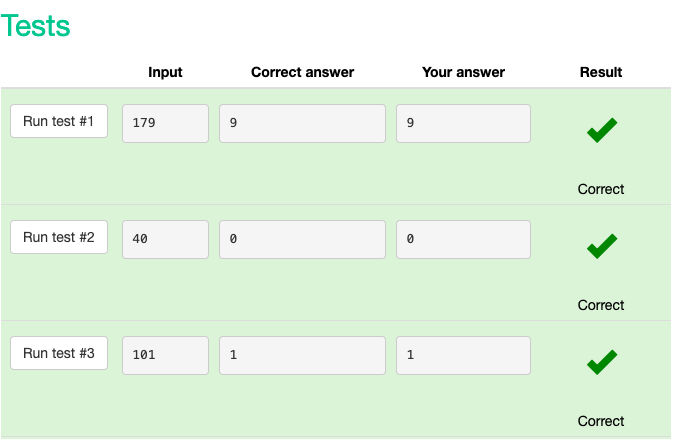 Tests
Input Correct answer Your answer Result
Run test #1 179 9 9
Correct
Run test #2 40 0 0
Correct
Run test #3 101 1 1
Correct